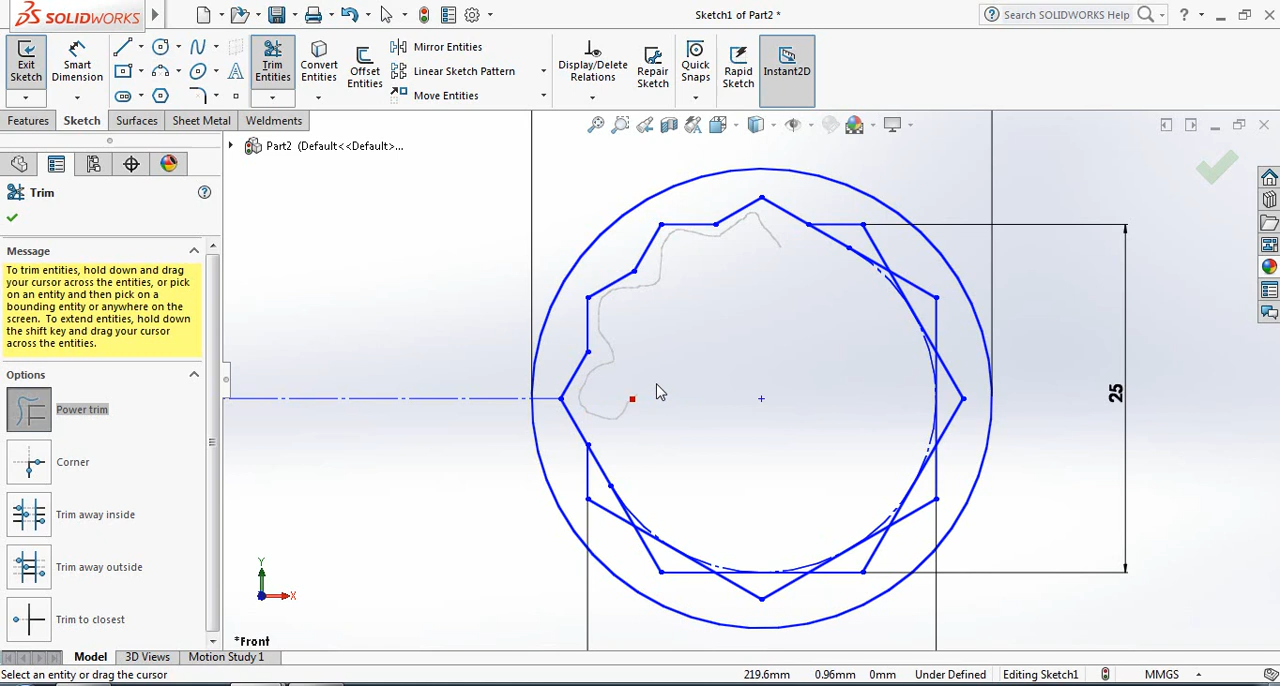 SOLIDWORKS
Sketch1 of Part2 *
Search SOLIDWORKS Help
?
Exit Sketch
Smart Dimension
Trim Entities
Convert Entities
Offset Entities
Mirror Entities
Linear Sketch Pattern
Move Entities
Display/Delete Relations
Repair Sketch
Quick Snaps
Rapid Sketch
Instant2D
Features
Sketch
Surfaces
Sheet Metal
Weldments
Part2 (Default<<Default>...
Trim
?
Message
To trim entities, hold down and drag
your cursor across the entities, or pick
on an entity and then pick on a
bounding entity or anywhere on the
screen. To extend entities, hold down
the shift key and drag your cursor
across the entities.
Options
Power trim
Corner
Trim away inside
Trim away outside
Trim to closest
25
Y
X
*Front
Model
3D Views
Motion Study 1
Select an entity or drag the cursor
219.6mm
0.96mm
0mm
Under Defined
Editing Sketch1
MMGS